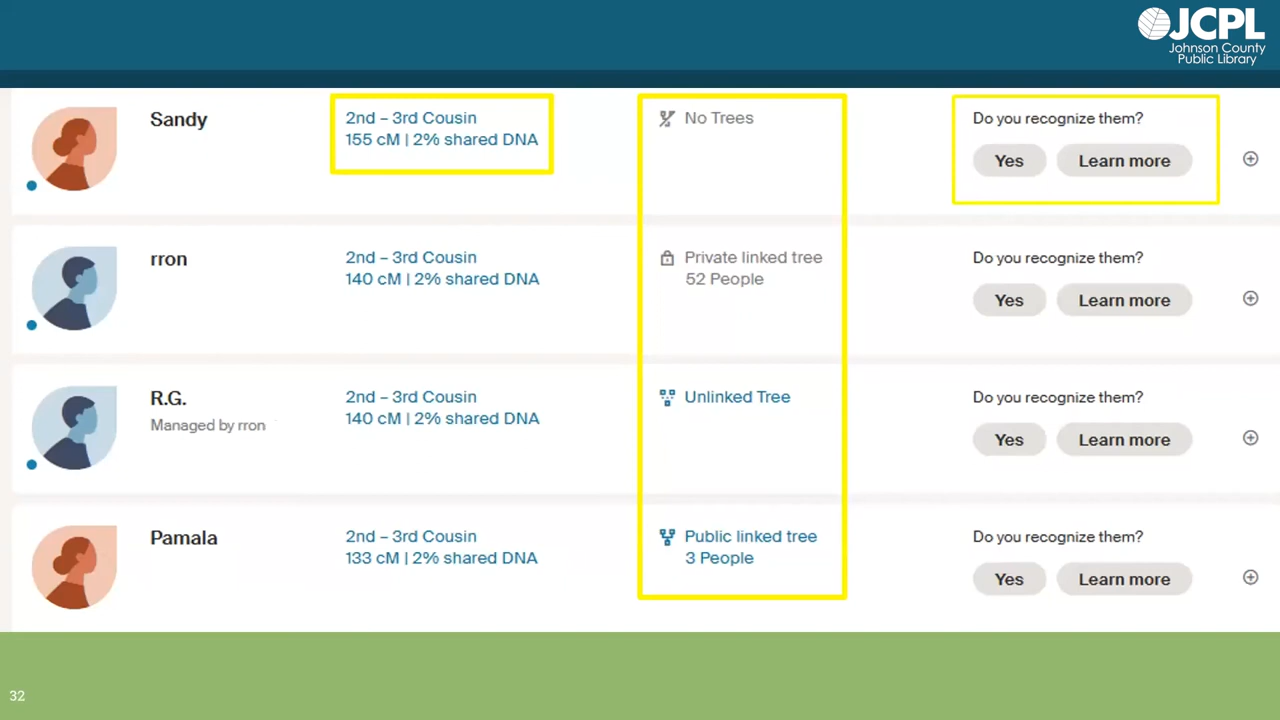 JCPL
Johnson County
Public Library
Sandy
2nd – 3rd Cousin
155 cM | 2% shared DNA
No Trees
Do you recognize them?
Yes
Learn more
rron
2nd – 3rd Cousin
140 cM | 2% shared DNA
Private linked tree
52 People
Do you recognize them?
Yes
Learn more
R.G.
Managed by rron
2nd – 3rd Cousin
140 cM | 2% shared DNA
Unlinked Tree
Do you recognize them?
Yes
Learn more
Pamala
2nd – 3rd Cousin
133 cM | 2% shared DNA
Public linked tree
3 People
Do you recognize them?
Yes
Learn more
32